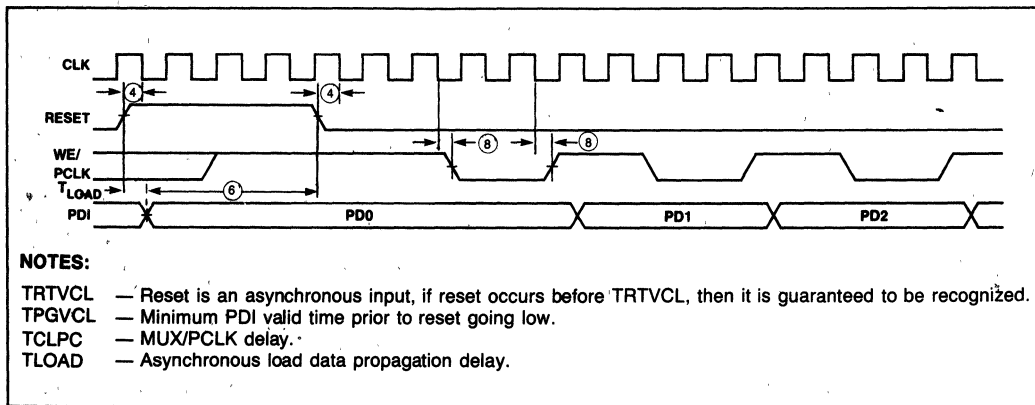 CLK
④ ④
RESET
⑧ ⑧
WE/
PCLK
TLOAD
⑥
PDI PD0 PD1 PD2
NOTES:
TRTVCL — Reset is an asynchronous input, if reset occurs before TRTVCL, then it is guaranteed to be recognized.
TPGVCL — Minimum PDI valid time prior to reset going low.
TCLPC — MUX/PCLK delay.
TLOAD — Asynchronous load data propagation delay.